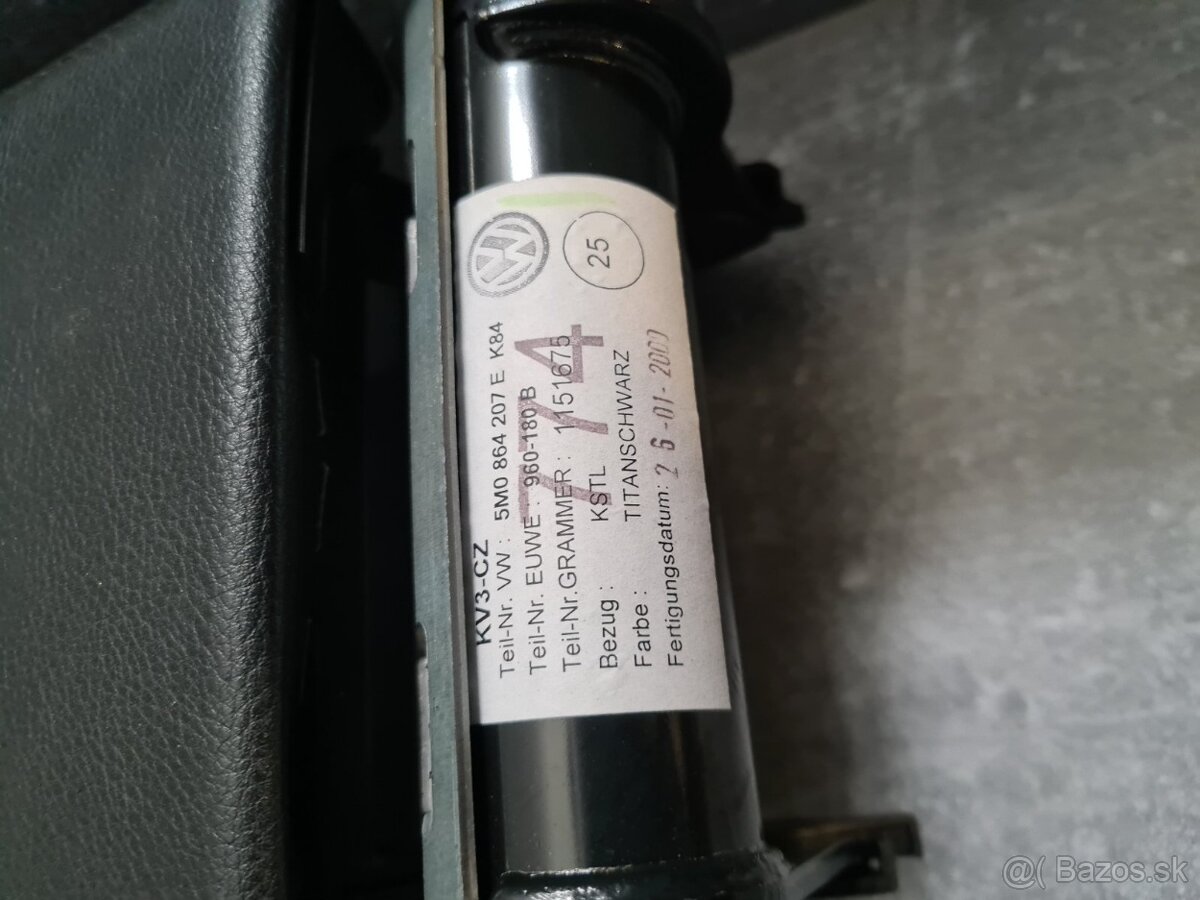 VW
25
KV3-CZ
Teil-Nr. VW : 5M0 864 207 E K84
Teil-Nr. EUWE : 960-180 B
Teil-Nr.GRAMMER : 1151675
Bezug : KSTL
Farbe : TITANSCHWARZ
Fertigungsdatum: 26-01-2009
774
@( Bazos.sk